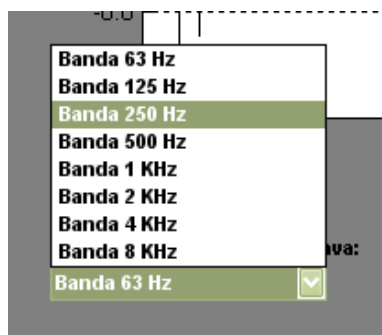 -0.0
Banda 63 Hz
Banda 125 Hz
Banda 250 Hz
Banda 500 Hz
Banda 1 KHz
Banda 2 KHz
Banda 4 KHz
Banda 8 KHz
ava:
Banda 63 Hz